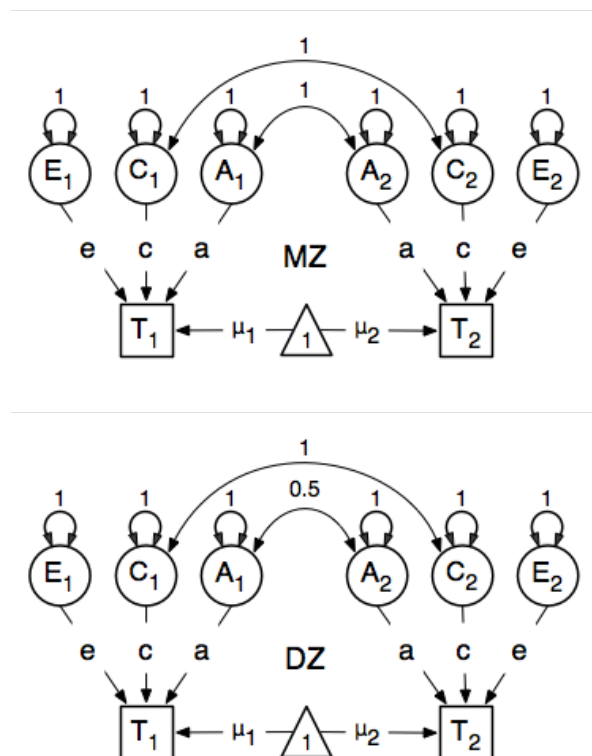 1
1
1 1 1 1 1 1
E₁ C₁ A₁ A₂ C₂ E₂
e c a MZ a c e
T₁ μ₁ 1 μ₂ T₂
1
0.5
1 1 1 1 1 1
E₁ C₁ A₁ A₂ C₂ E₂
e c a DZ a c e
T₁ μ₁ 1 μ₂ T₂